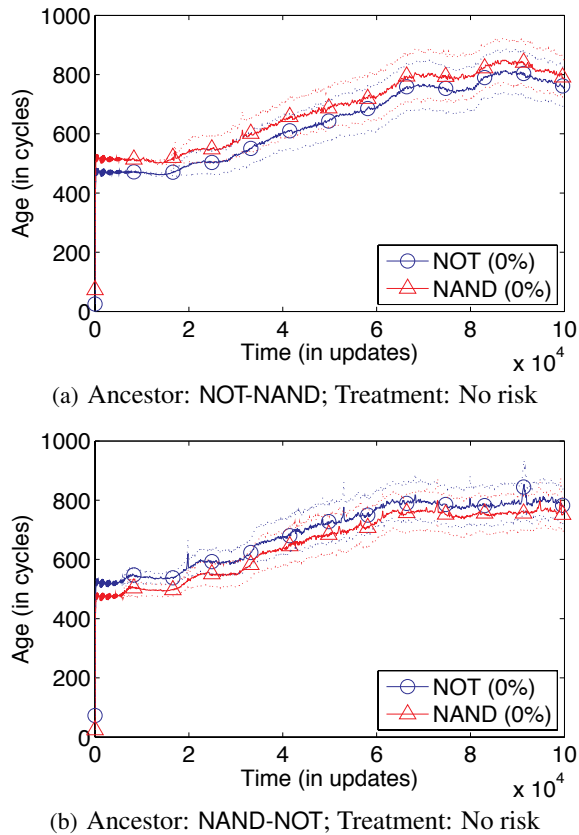 1000
800
600
400
200
0
Age (in cycles)
NOT (0%)
NAND (0%)
0 2 4 6 8 10
Time (in updates)
x 10^4
(a) Ancestor: NOT-NAND; Treatment: No risk
1000
800
600
400
200
0
Age (in cycles)
NOT (0%)
NAND (0%)
0 2 4 6 8 10
Time (in updates)
x 10^4
(b) Ancestor: NAND-NOT; Treatment: No risk